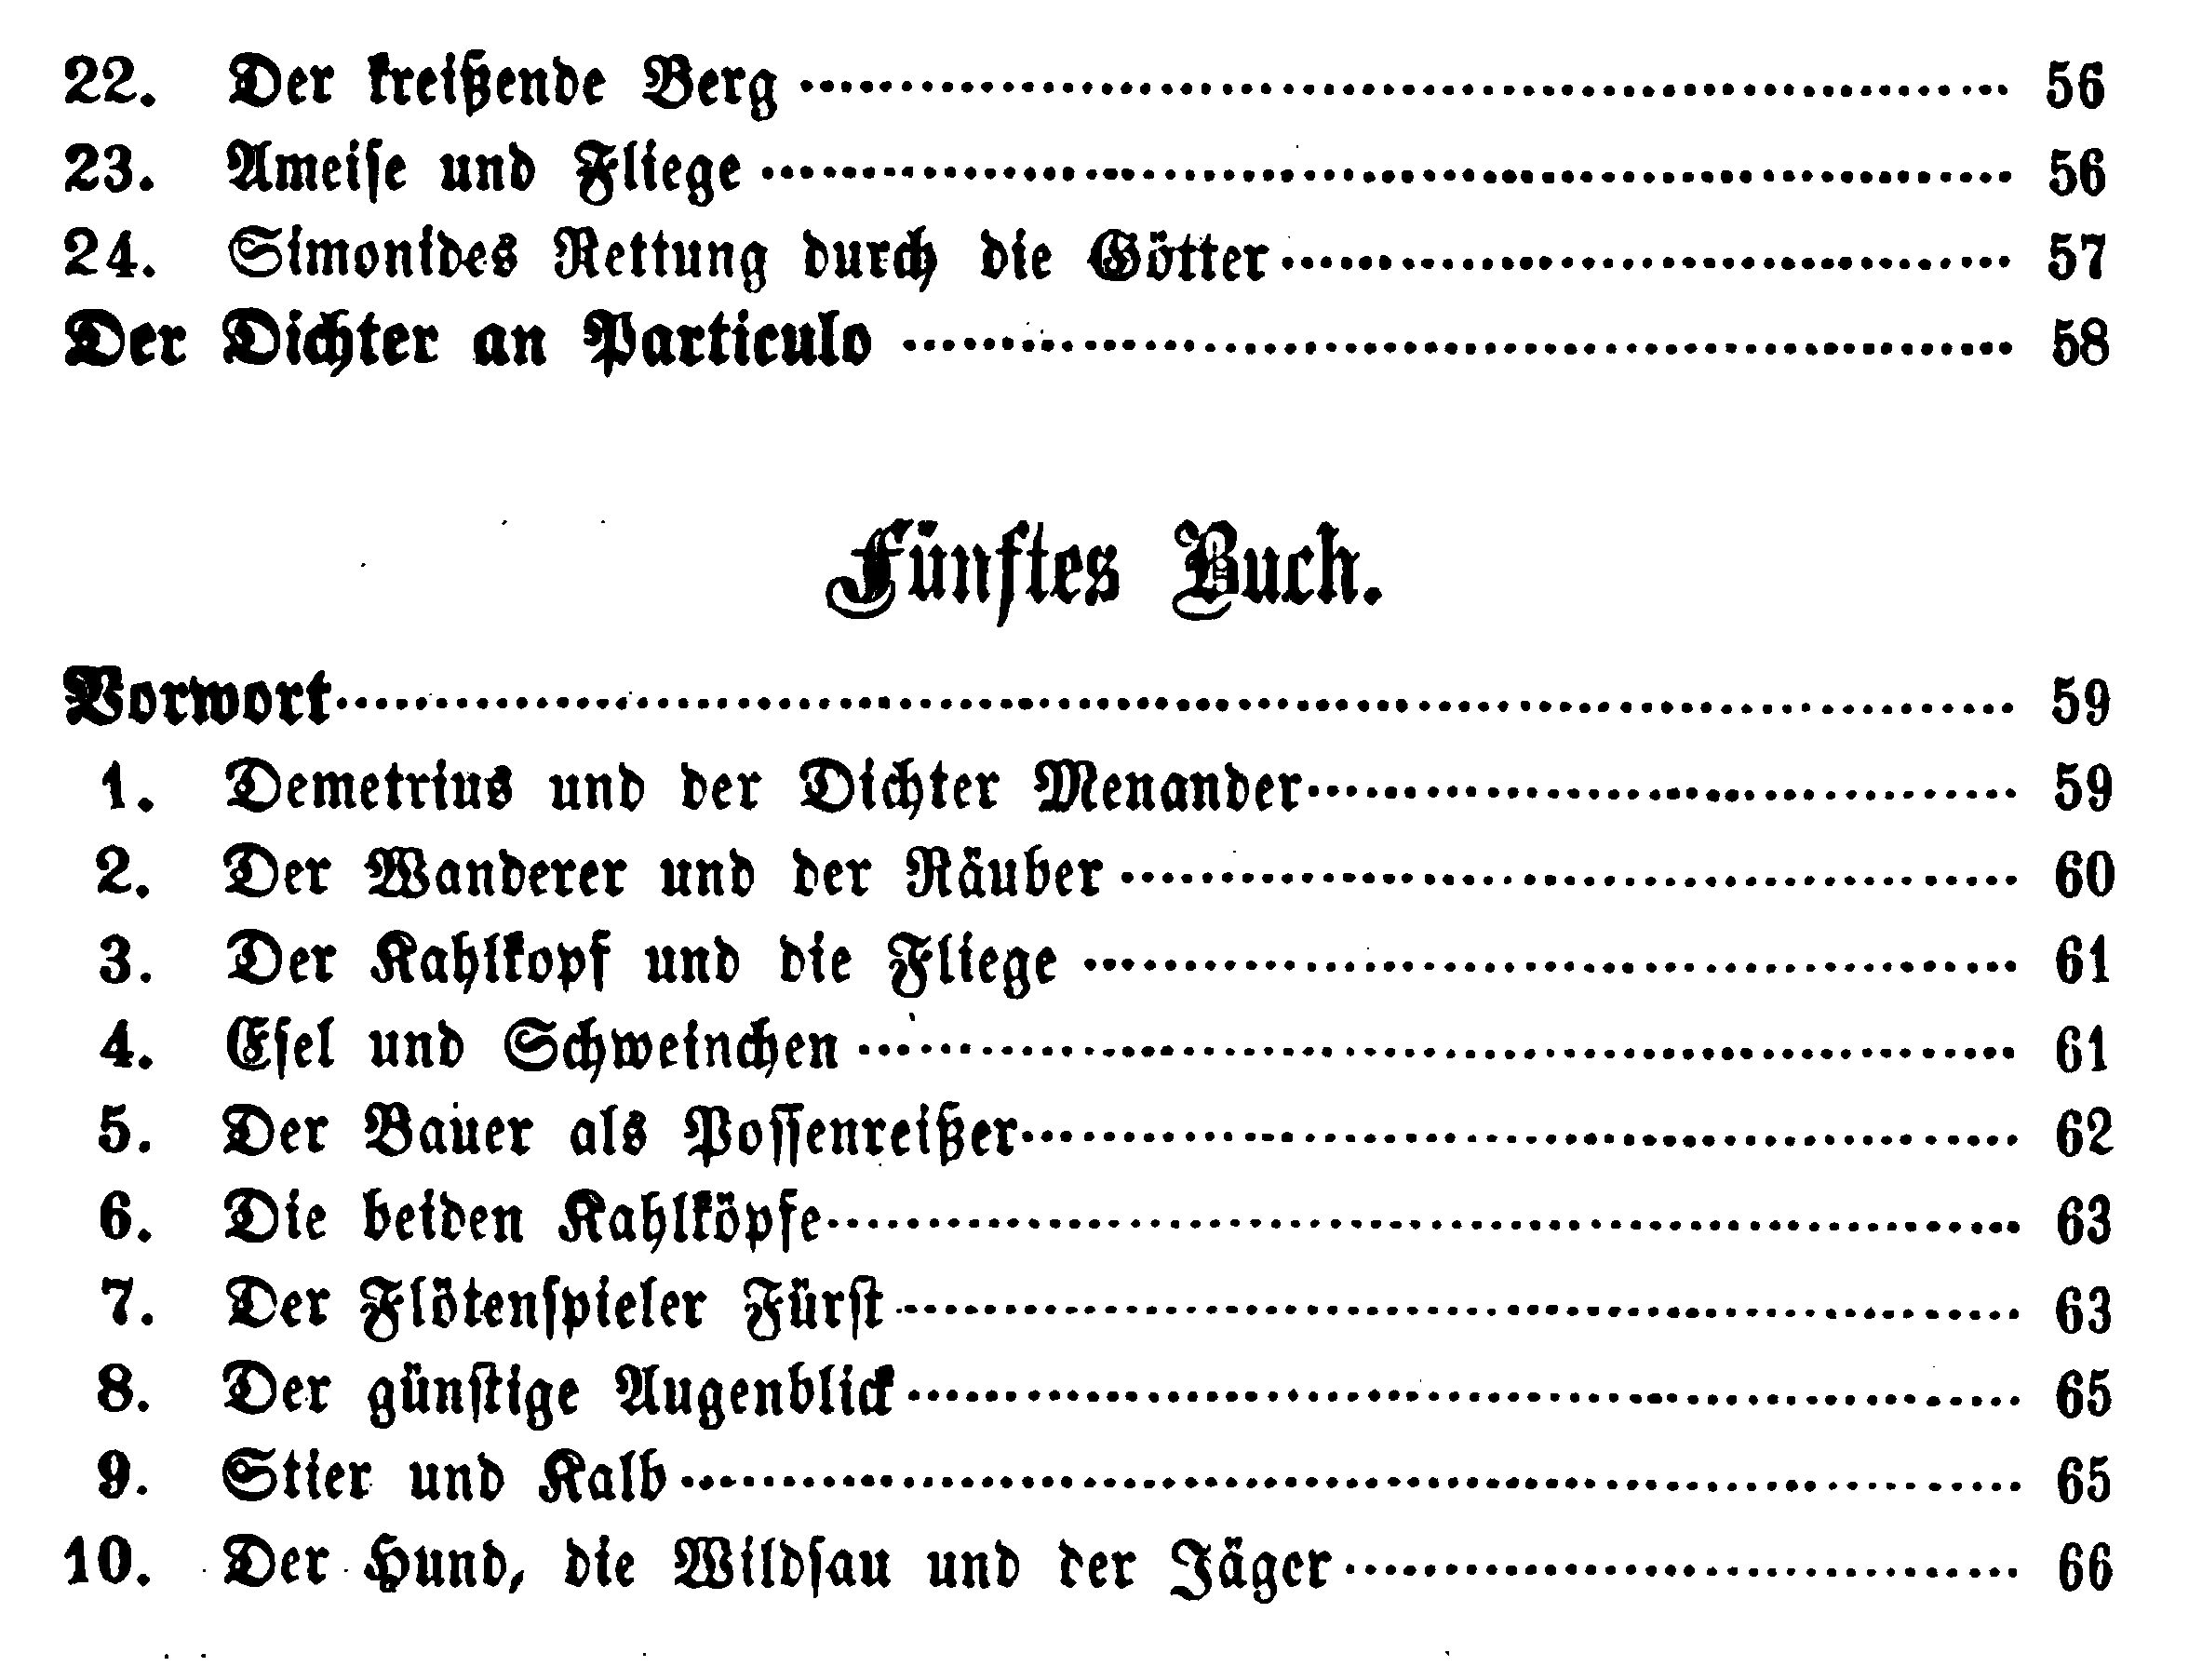 22. Der kreißende Berg ........ 56
23. Ameise und Fliege ........ 56
24. Simonides Rettung durch die Götter ........ 57
Der Dichter an Particulo ........ 58
Fünftes Buch.
Vorwort ........ 59
1. Demetrius und der Dichter Menander ........ 59
2. Der Wanderer und der Räuber ........ 60
3. Der Kahlkopf und die Fliege ........ 61
4. Esel und Schweinchen ........ 61
5. Der Bauer als Possenreißer ........ 62
6. Die beiden Kahlköpfe ........ 63
7. Der Flötenspieler Fürst ........ 63
8. Der günstige Augenblick ........ 65
9. Stier und Kalb ........ 65
10. Der Hund, die Wildsau und der Jäger ........ 66